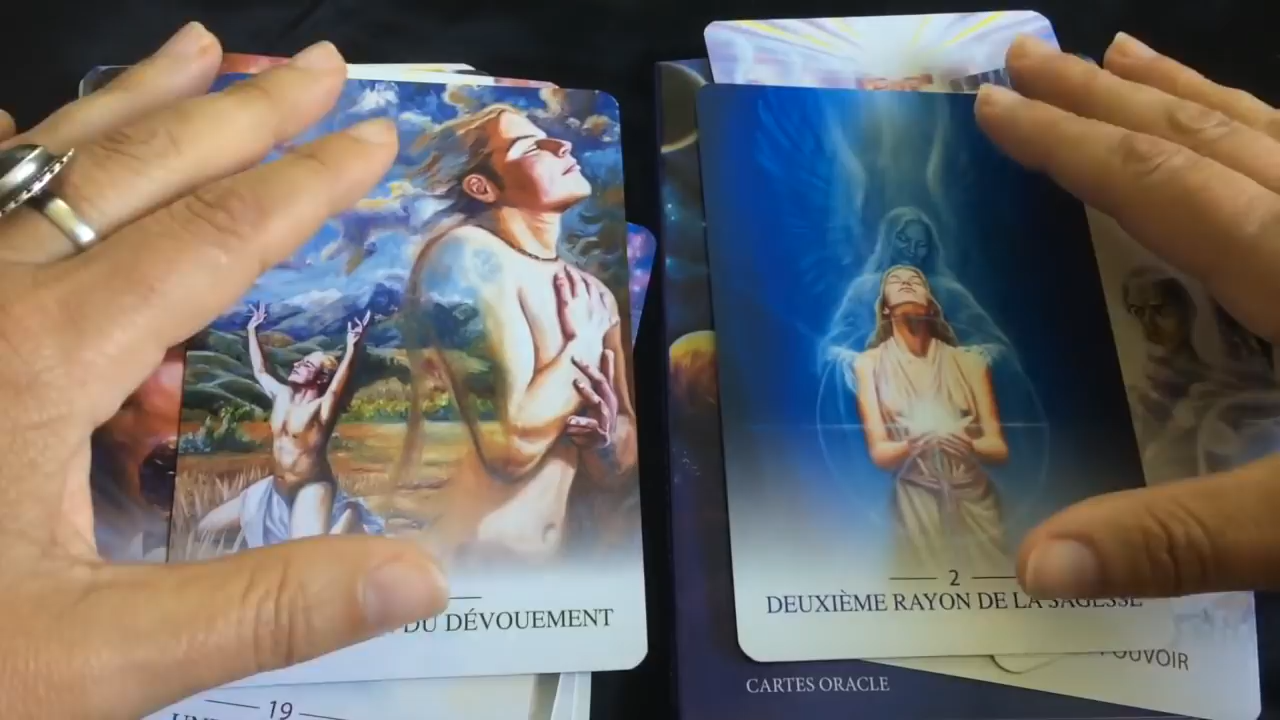 DU DÉVOUEMENT
19
2
DEUXIÈME RAYON DE LA SAGESSE
CARTES ORACLE